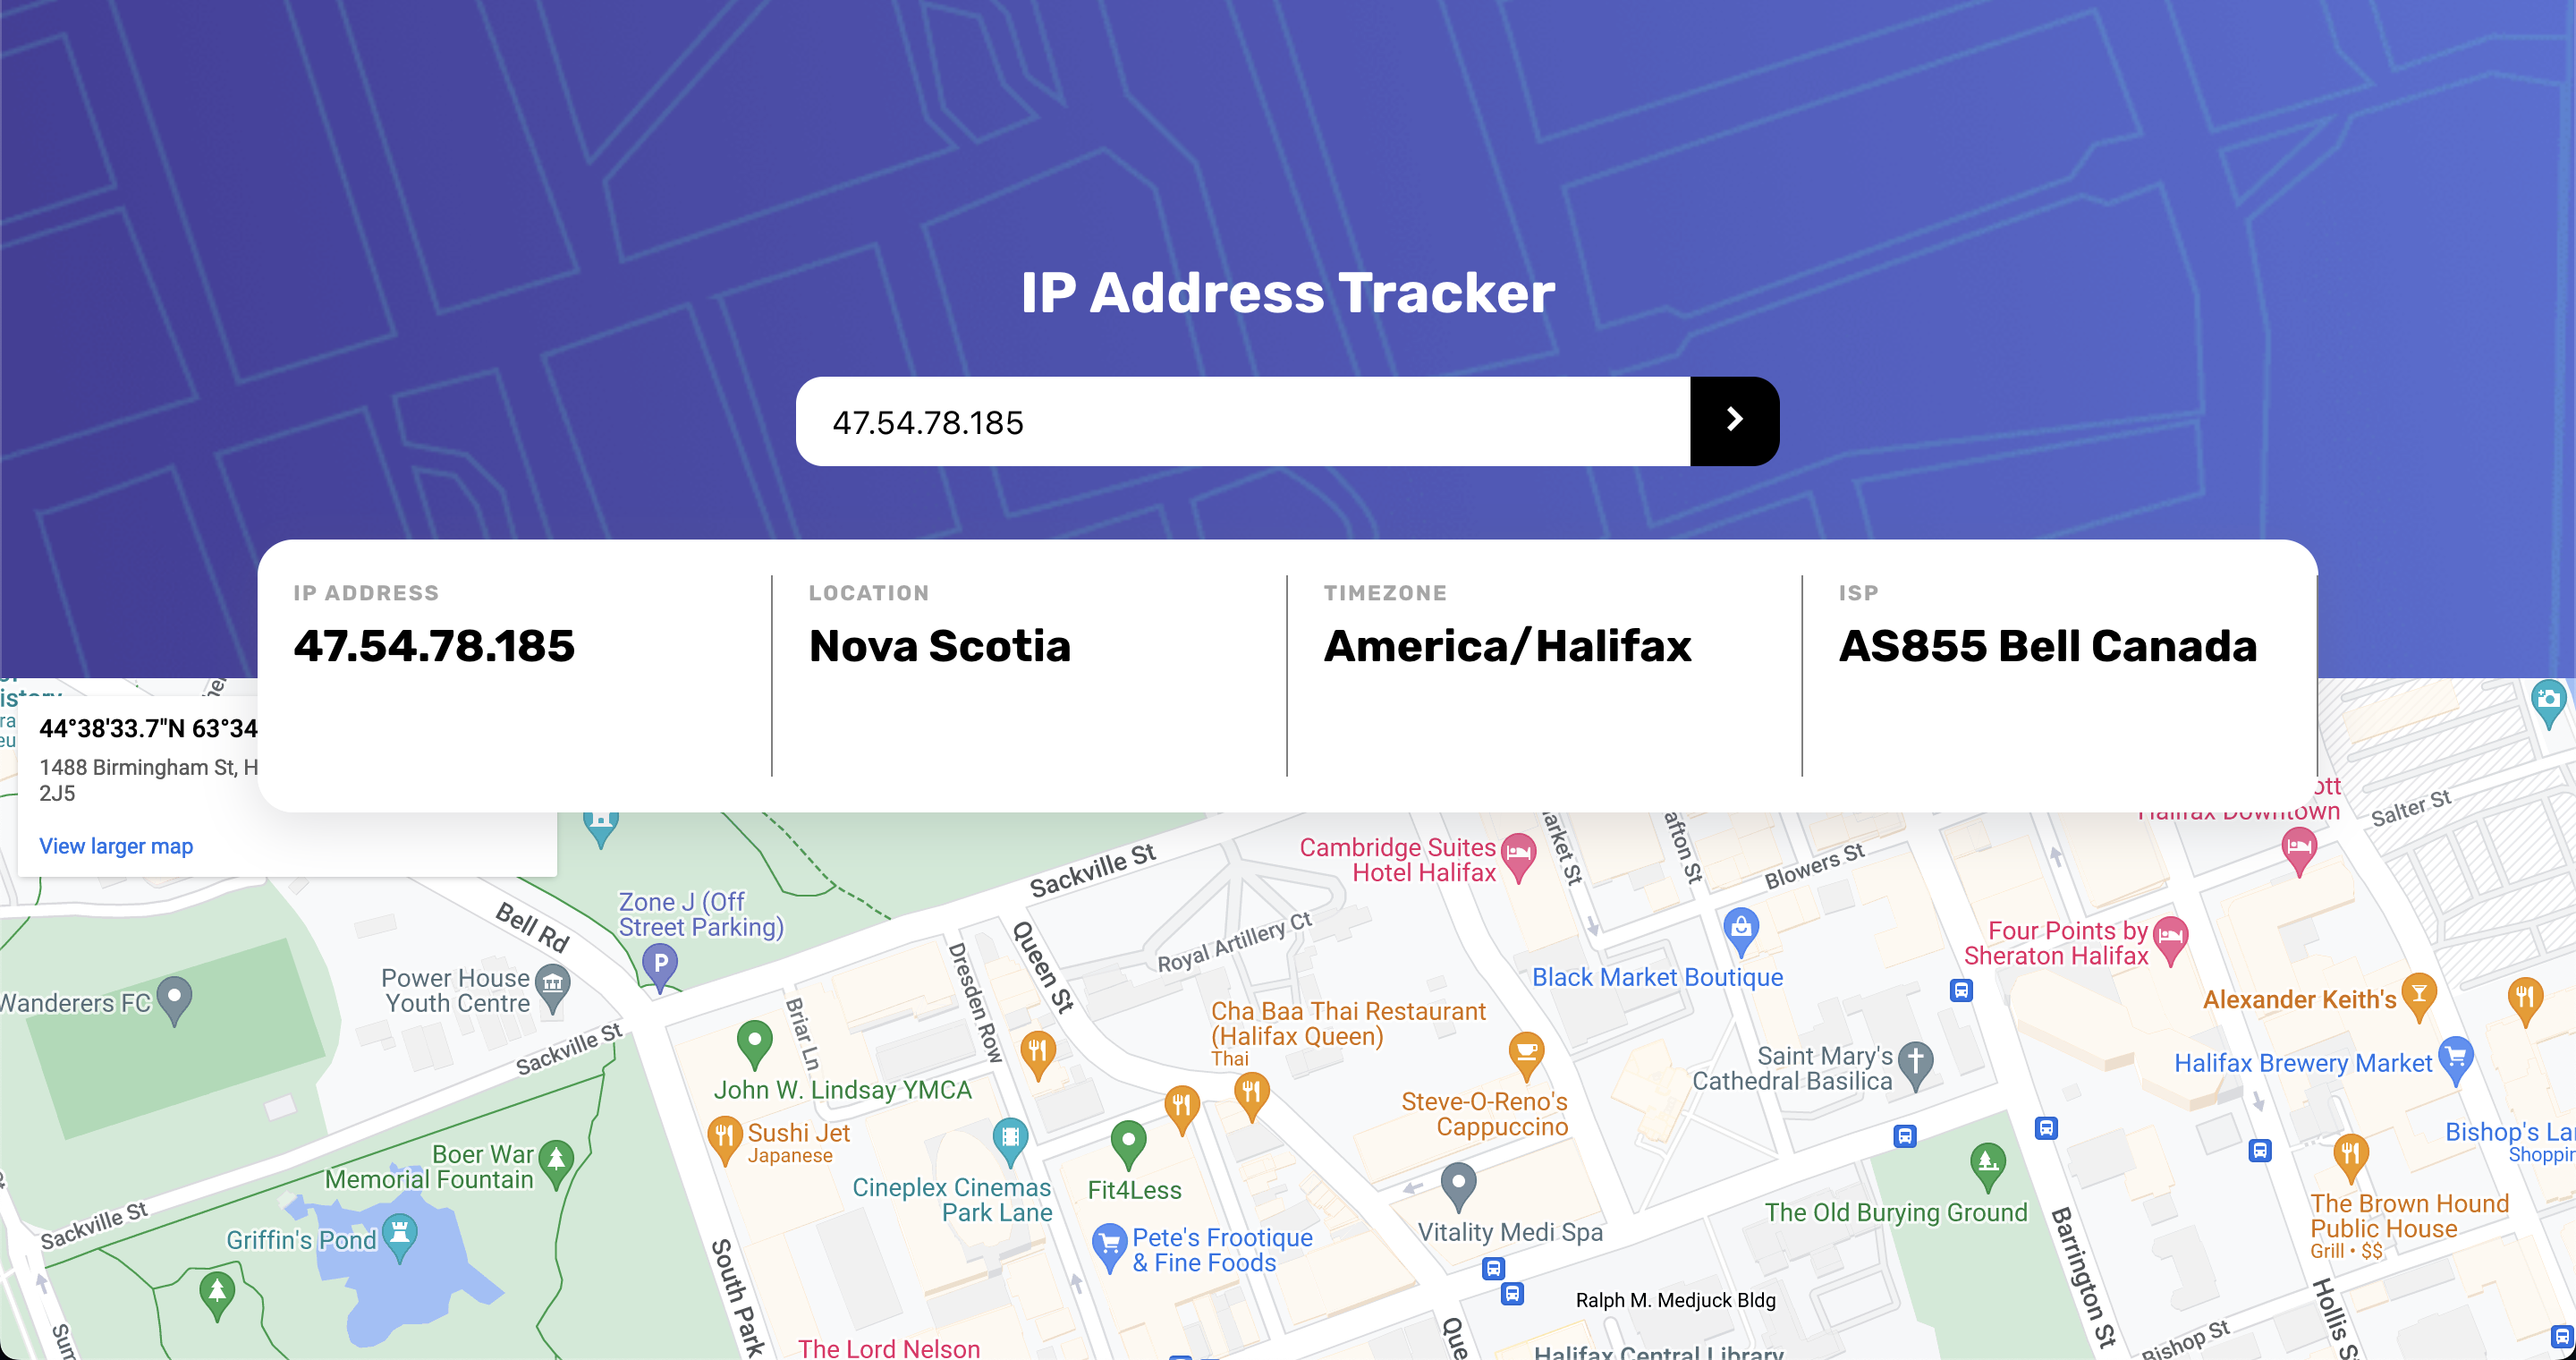 IP Address Tracker
47.54.78.185
IP ADDRESS
47.54.78.185
LOCATION
Nova Scotia
TIMEZONE
America/Halifax
ISP
AS855 Bell Canada
44°38'33.7"N 63°34
1488 Birmingham St, H
2J5
View larger map
Halifax Downtown
Salter St
Sackville St
Cambridge Suites
Hotel Halifax
Blowers St
Zone J (Off
Street Parking)
Bell Rd
Queen St
Royal Artillery Ct
Dresden Row
Black Market Boutique
Four Points by
Sheraton Halifax
Wanderers FC
Power House
Youth Centre
Briar Ln
Cha Baa Thai Restaurant
(Halifax Queen)
Thai
Alexander Keith's
Sackville St
John W. Lindsay YMCA
Saint Mary's
Cathedral Basilica
Halifax Brewery Market
Steve-O-Reno's
Cappuccino
Sushi Jet
Japanese
Boer War
Memorial Fountain
Bishop's La
Shoppin
Cineplex Cinemas
Park Lane
Fit4Less
The Old Burying Ground
Sackville St
Griffin's Pond
Pete's Frootique
& Fine Foods
Vitality Medi Spa
The Brown Hound
Public House
Grill • $$
South Park
Barrington St
Hollis S
Ralph M. Medjuck Bldg
The Lord Nelson
Que
Halifax Central Library
Bishop St